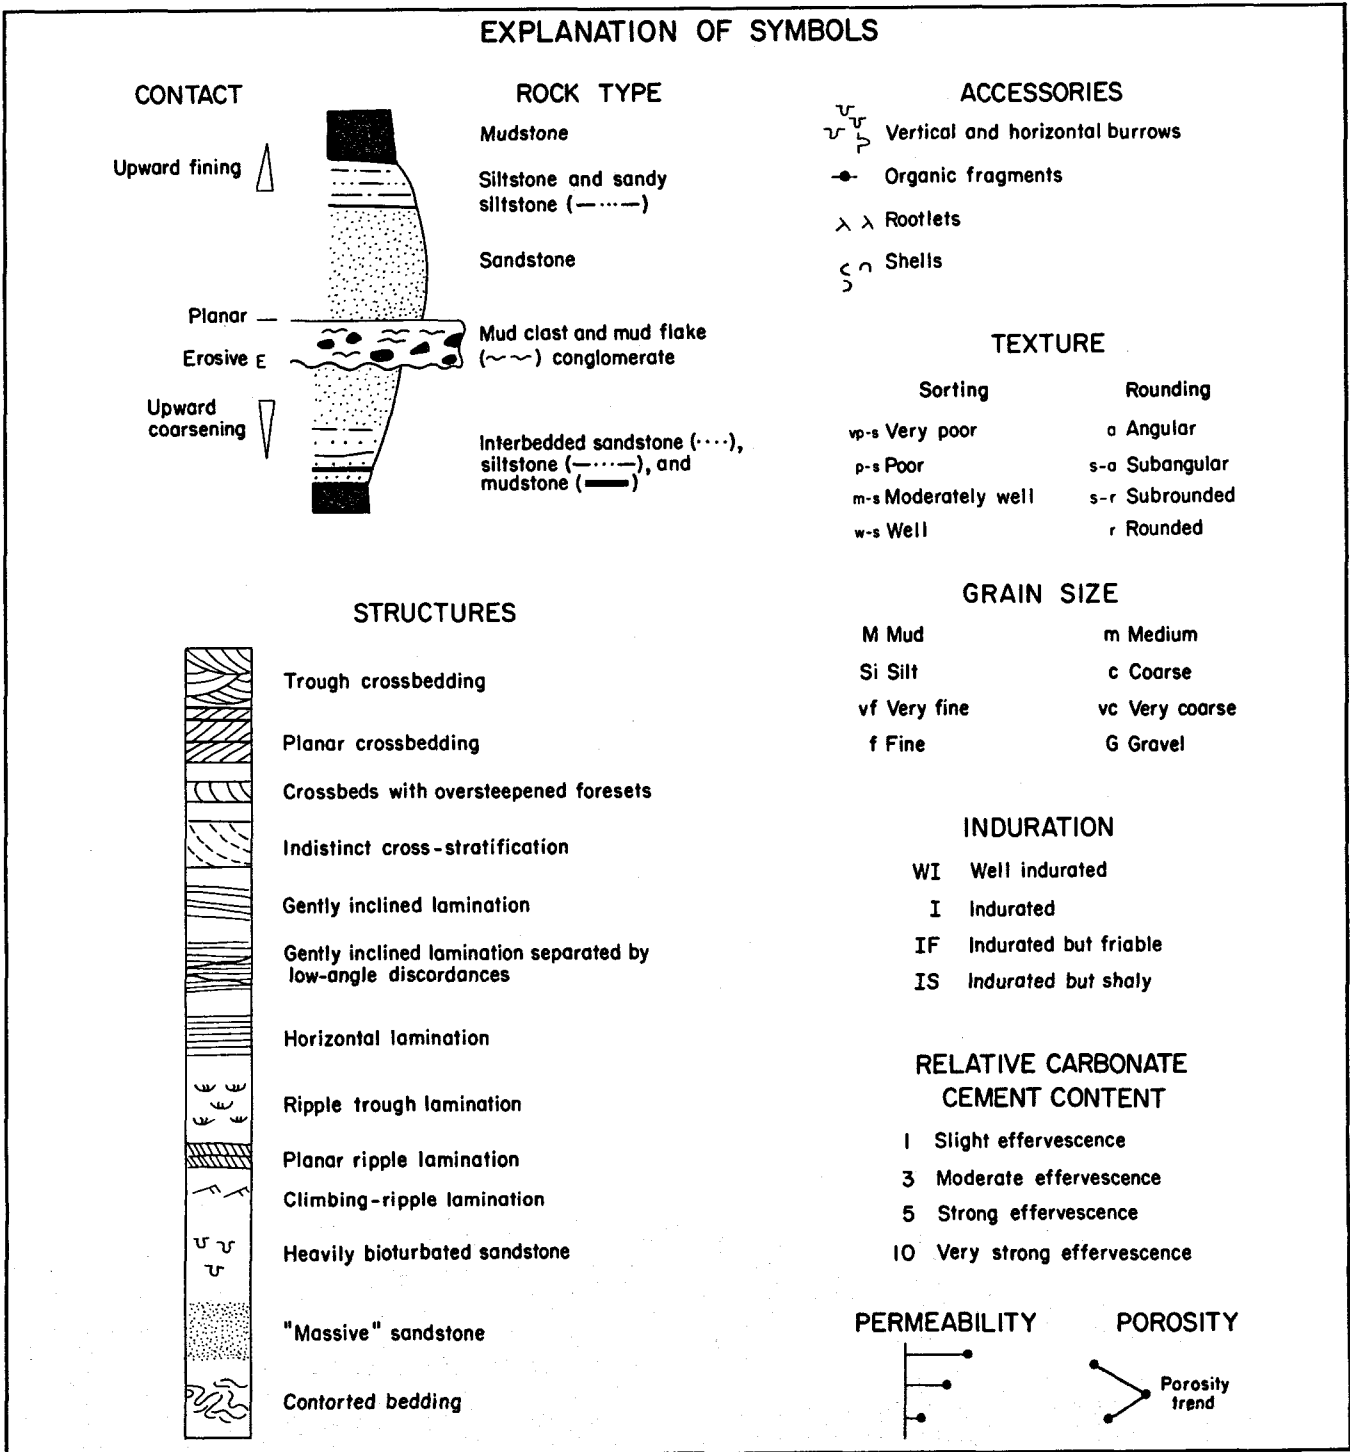 EXPLANATION OF SYMBOLS
CONTACT
Upward fining
Planar —
Erosive E
Upward
coarsening
ROCK TYPE
Mudstone
Siltstone and sandy
siltstone (—···—)
Sandstone
Mud clast and mud flake
(~~) conglomerate
Interbedded sandstone (····),
siltstone (—···—), and
mudstone (▬)
STRUCTURES
Trough crossbedding
Planar crossbedding
Crossbeds with oversteepened foresets
Indistinct cross-stratification
Gently inclined lamination
Gently inclined lamination separated by
low-angle discordances
Horizontal lamination
Ripple trough lamination
Planar ripple lamination
Climbing-ripple lamination
Heavily bioturbated sandstone
"Massive" sandstone
Contorted bedding
ACCESSORIES
Vertical and horizontal burrows
Organic fragments
Rootlets
Shells
TEXTURE
Sorting Rounding
vp-s Very poor a Angular
p-s Poor s-a Subangular
m-s Moderately well s-r Subrounded
w-s Well r Rounded
GRAIN SIZE
M Mud m Medium
Si Silt c Coarse
vf Very fine vc Very coarse
f Fine G Gravel
INDURATION
WI Well indurated
I Indurated
IF Indurated but friable
IS Indurated but shaly
RELATIVE CARBONATE
CEMENT CONTENT
1 Slight effervescence
3 Moderate effervescence
5 Strong effervescence
10 Very strong effervescence
PERMEABILITY POROSITY
Porosity
trend